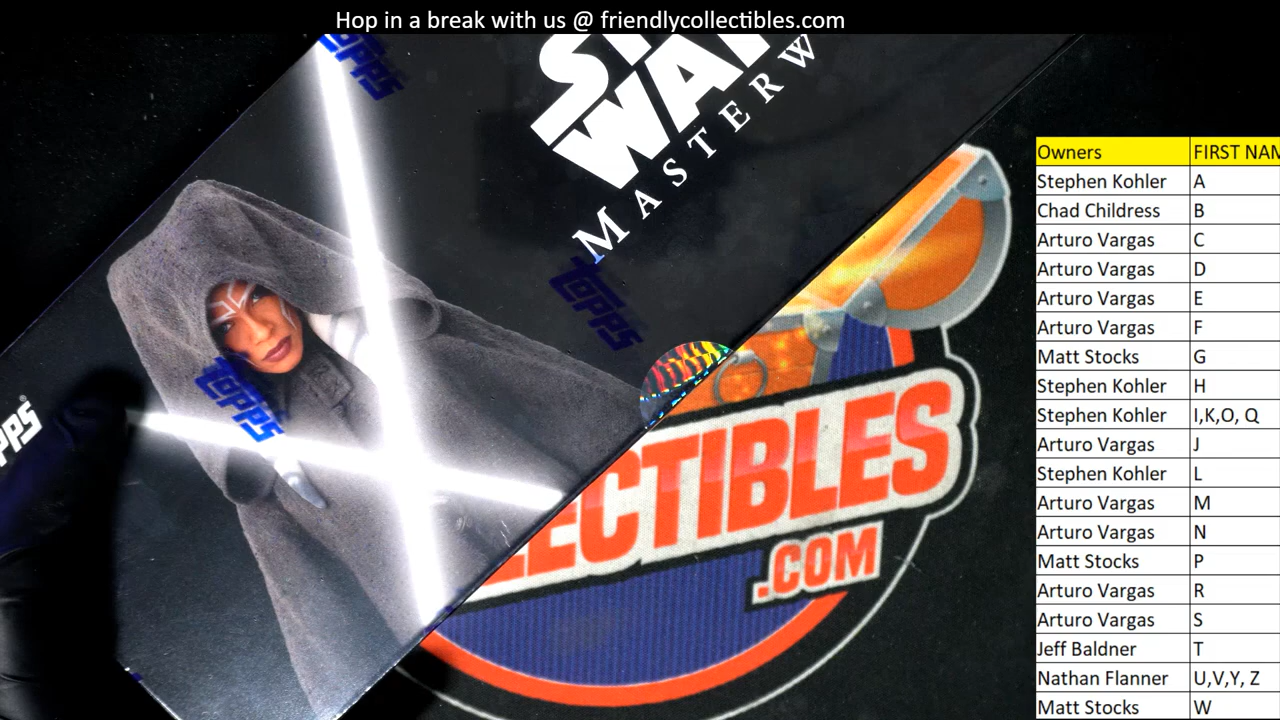 Hop in a break with us @ friendlycollectibles.com
topps
WAR
MASTERW
topps
topps
LECTIBLES
.COM
Owners FIRST NAM
Stephen Kohler A
Chad Childress B
Arturo Vargas C
Arturo Vargas D
Arturo Vargas E
Arturo Vargas F
Matt Stocks G
Stephen Kohler H
Stephen Kohler I,K,O, Q
Arturo Vargas J
Stephen Kohler L
Arturo Vargas M
Arturo Vargas N
Matt Stocks P
Arturo Vargas R
Arturo Vargas S
Jeff Baldner T
Nathan Flanner U,V,Y, Z
Matt Stocks W